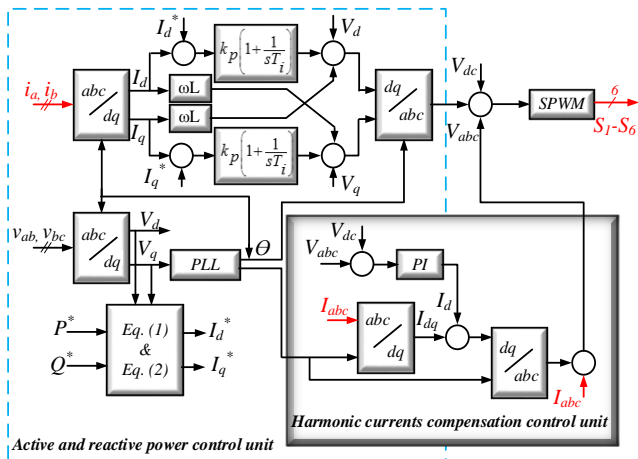 I_d^*
V_d
k_p(1+1/sT_i)
i_a, i_b
abc/dq
I_d
I_q
ωL
ωL
dq/abc
V_dc
V_abc
SPWM
6
S_1-S_6
k_p(1+1/sT_i)
I_q^*
V_q
v_ab, v_bc
abc/dq
V_d
V_q
PLL
Θ
P^*
Q^*
Eq. (1)
&
Eq. (2)
I_d^*
I_q^*
V_dc
V_abc
PI
I_d
I_abc
abc/dq
I_dq
dq/abc
I_abc
Harmonic currents compensation control unit
Active and reactive power control unit